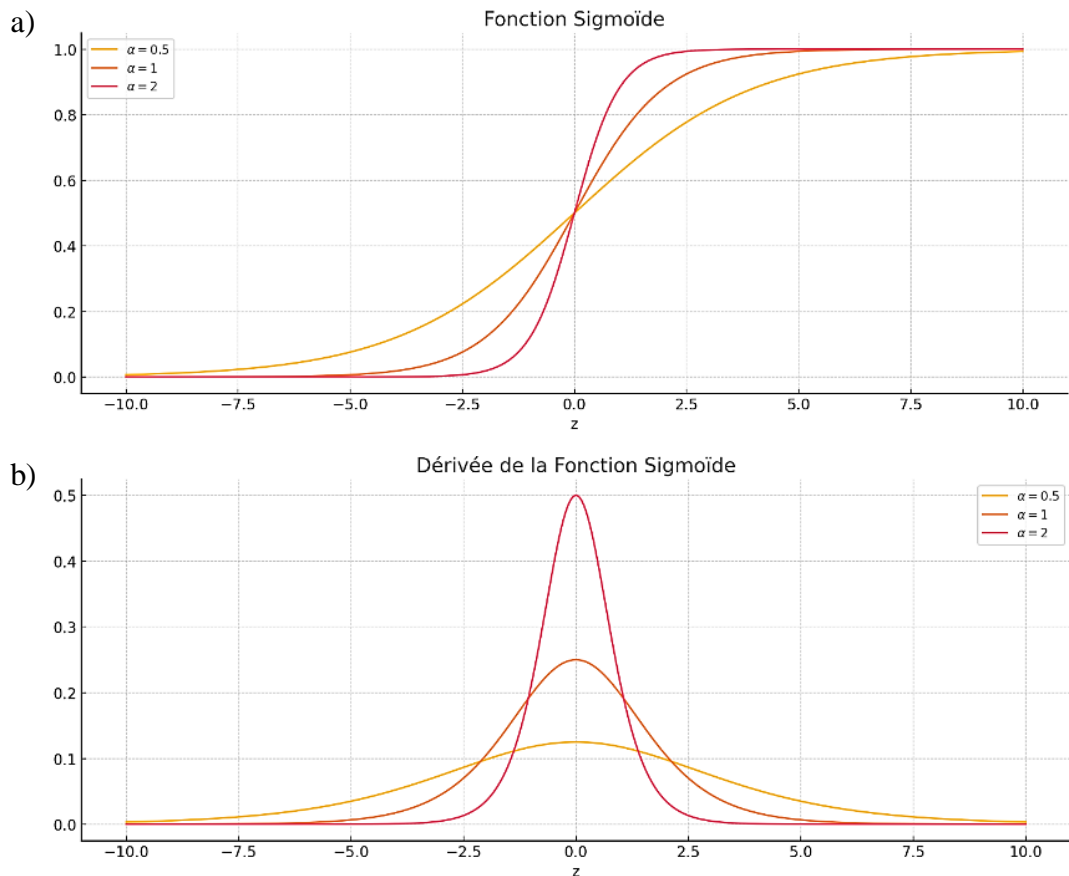 a)
Fonction Sigmoïde
α = 0.5
α = 1
α = 2
1.0
0.8
0.6
0.4
0.2
0.0
−10.0 −7.5 −5.0 −2.5 0.0 2.5 5.0 7.5 10.0
z
b)
Dérivée de la Fonction Sigmoïde
α = 0.5
α = 1
α = 2
0.5
0.4
0.3
0.2
0.1
0.0
−10.0 −7.5 −5.0 −2.5 0.0 2.5 5.0 7.5 10.0
z